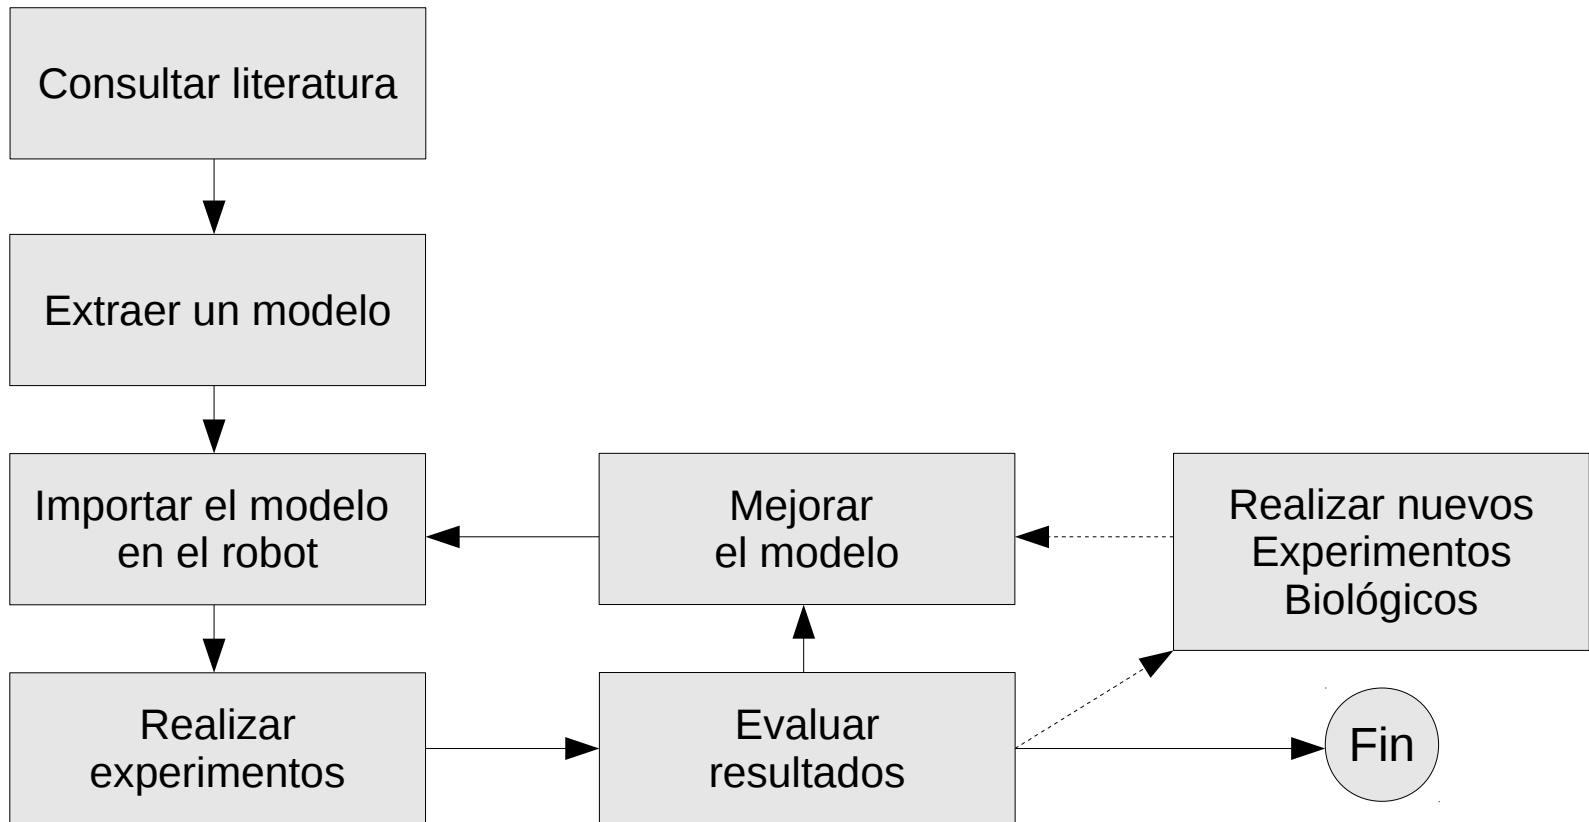 Consultar literatura
Extraer un modelo
Importar el modelo
en el robot
Mejorar
el modelo
Realizar nuevos
Experimentos
Biológicos
Realizar
experimentos
Evaluar
resultados
Fin